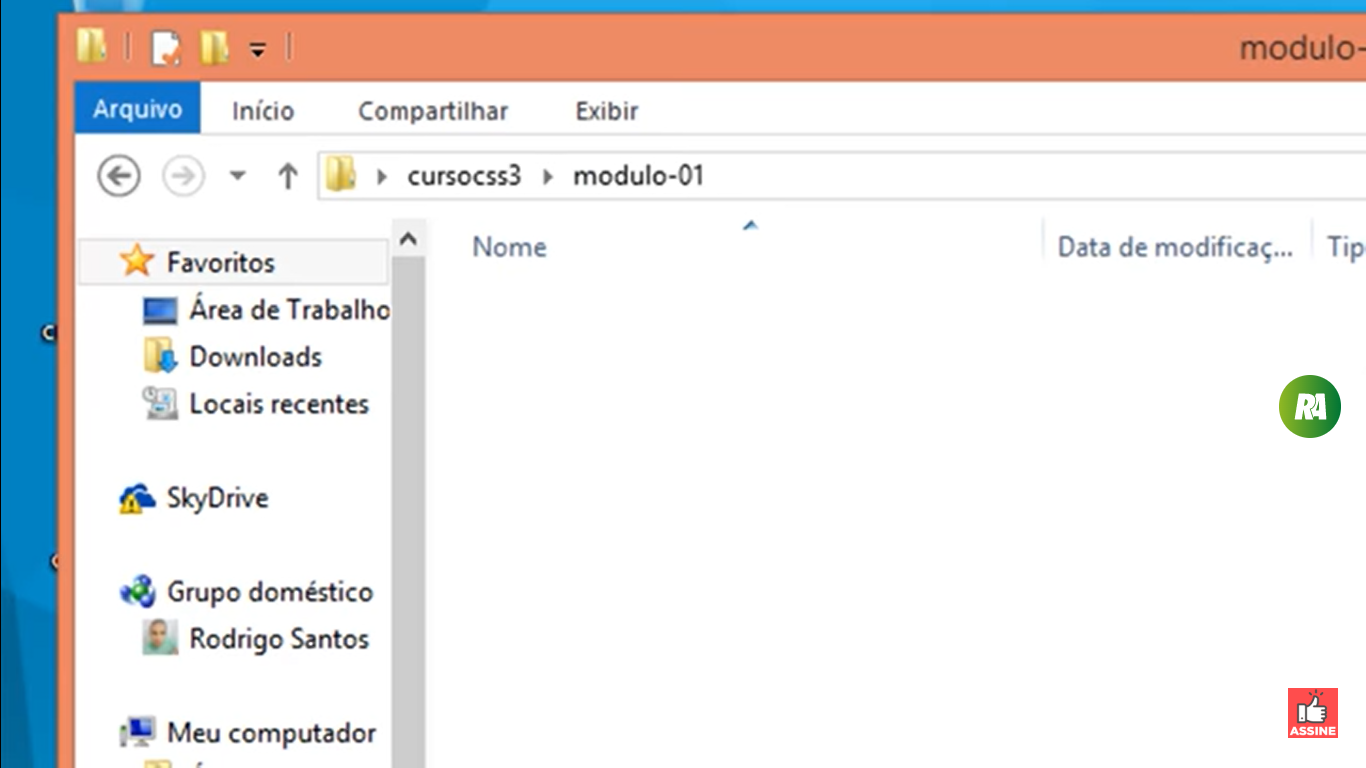 modulo-
Arquivo Início Compartilhar Exibir
cursocss3 modulo-01
Nome Data de modificaç... Tip
Favoritos
Área de Trabalho
Downloads
Locais recentes
RA
SkyDrive
Grupo doméstico
Rodrigo Santos
ASSINE
Meu computador